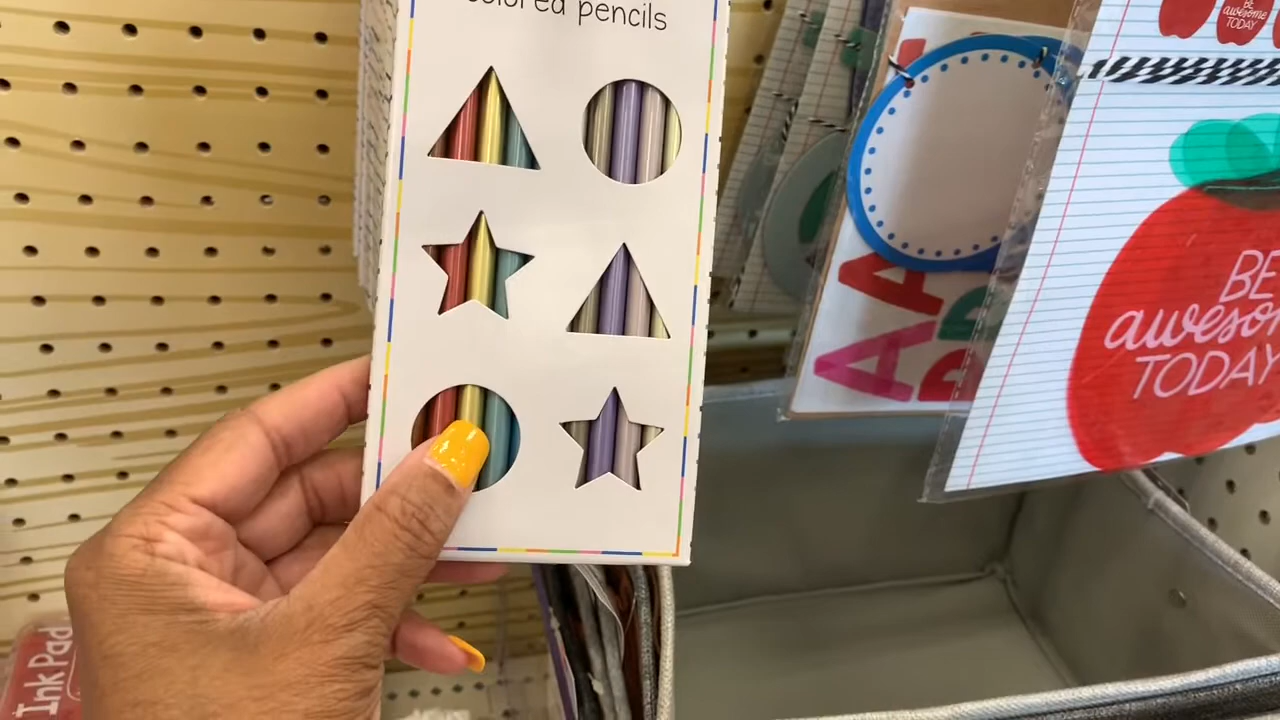 colored pencils
BE
awesome
TODAY
BE
awesome
TODAY
Ink Pad